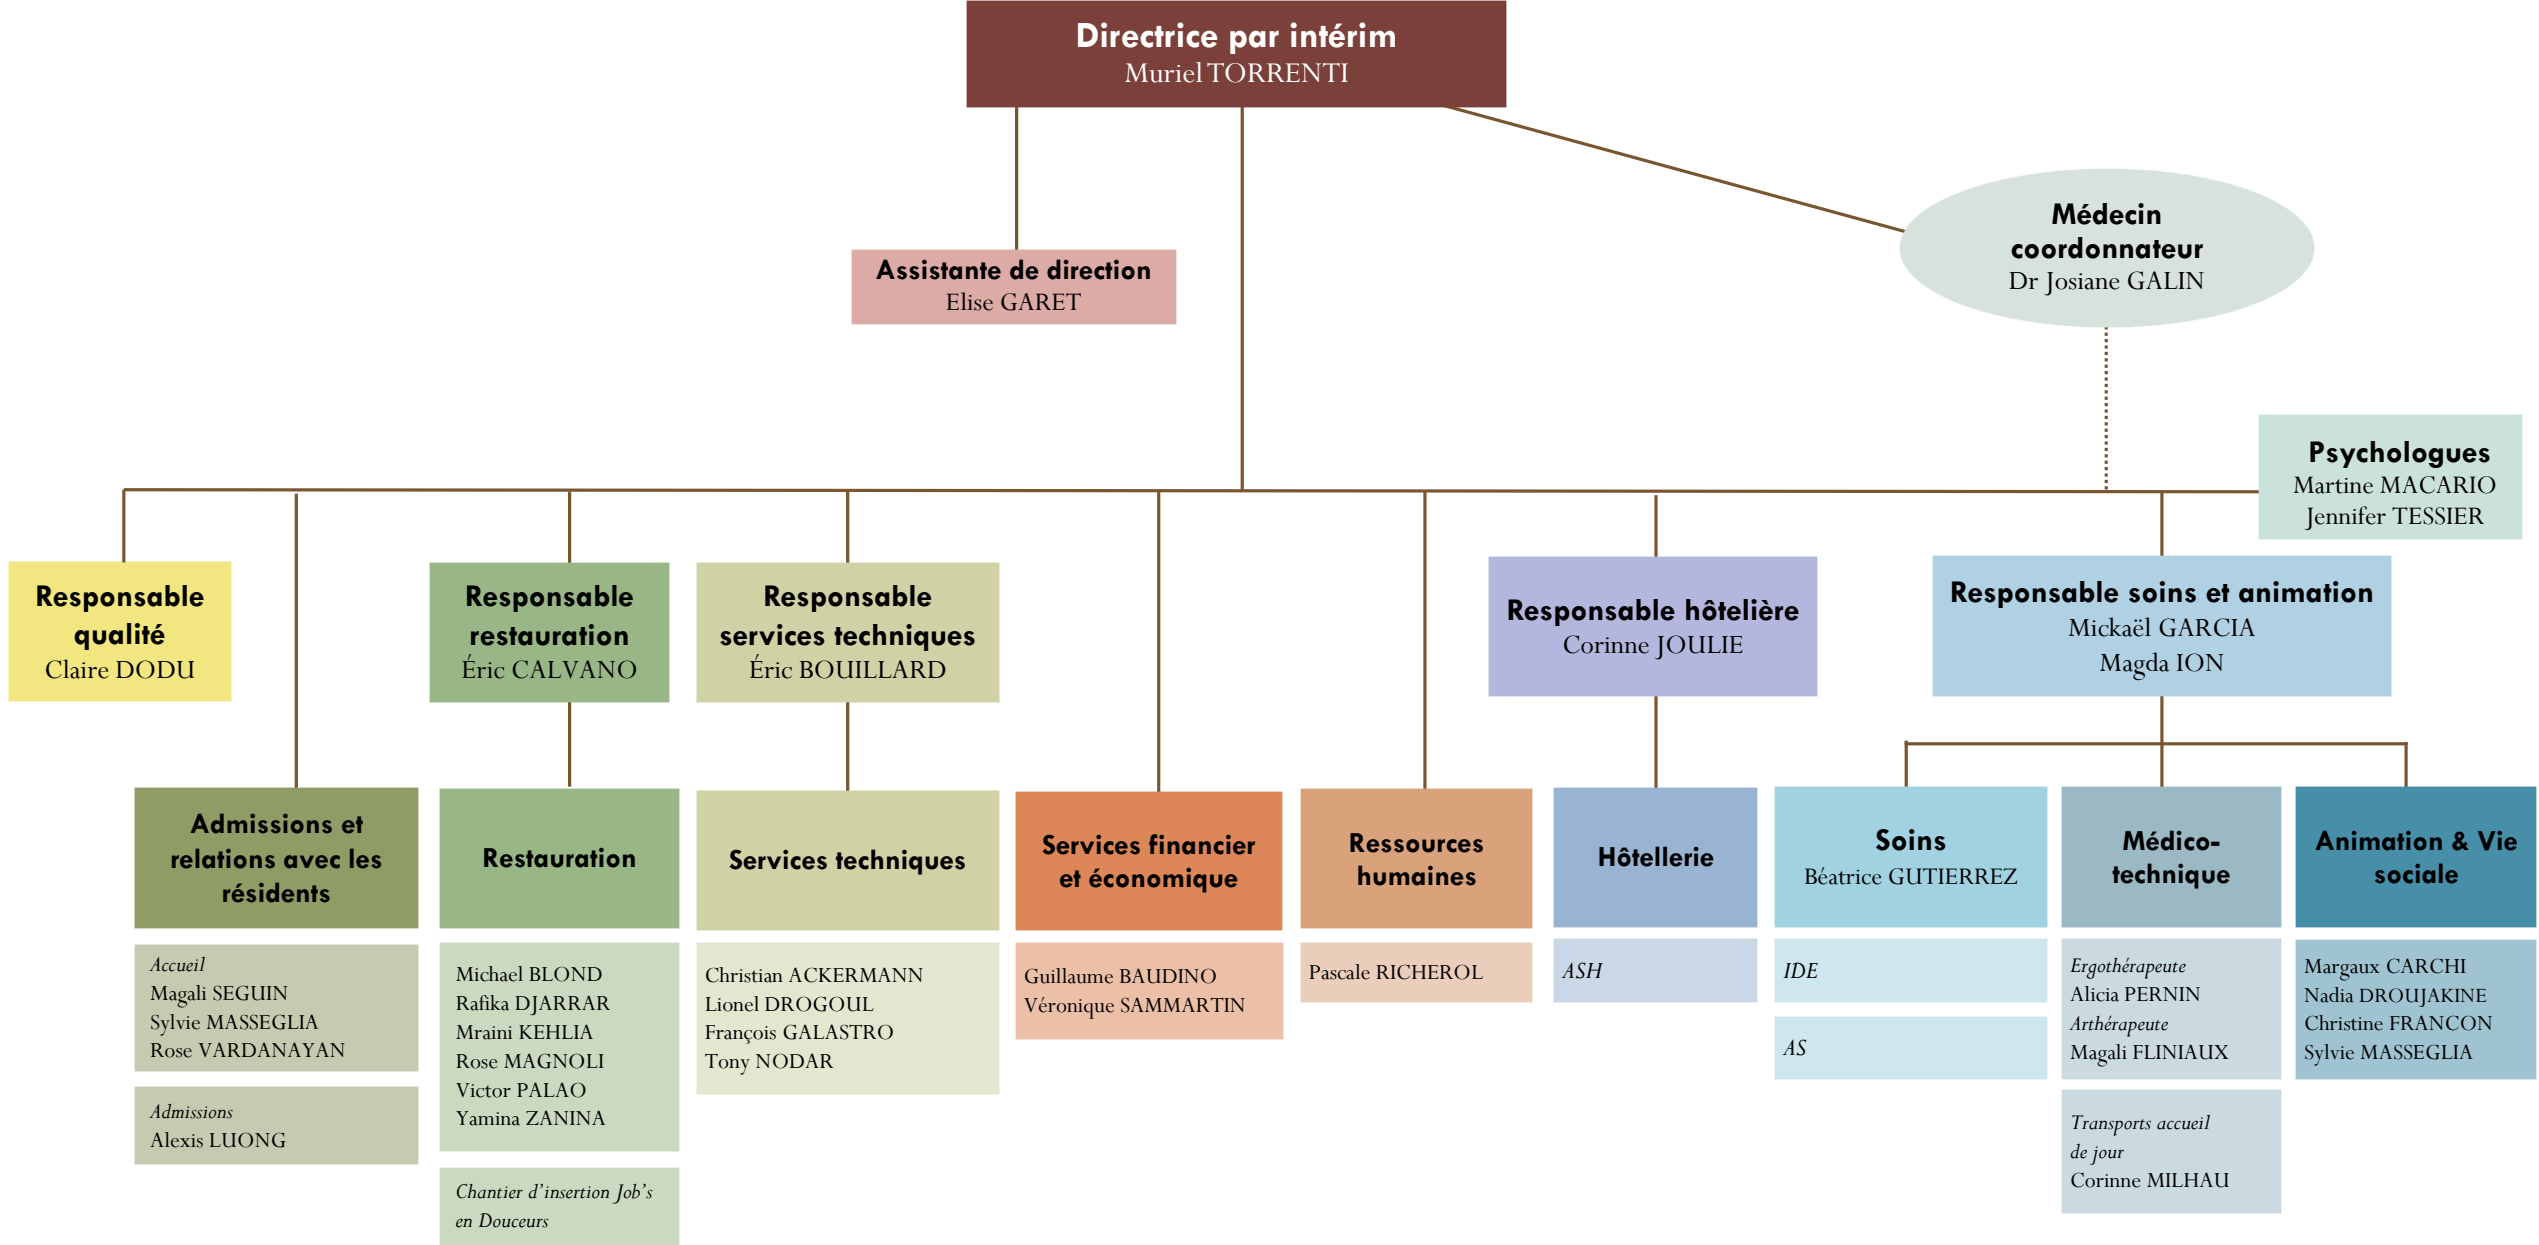 Directrice par intérim
Muriel TORRENTI
Assistante de direction
Elise GARET
Médecin
coordonnateur
Dr Josiane GALIN
Psychologues
Martine MACARIO
Jennifer TESSIER
Responsable
qualité
Claire DODU
Responsable
restauration
Éric CALVANO
Responsable
services techniques
Éric BOUILLARD
Responsable hôtelière
Corinne JOULIE
Responsable soins et animation
Mickaël GARCIA
Magda ION
Admissions et
relations avec les
résidents
Accueil
Magali SEGUIN
Sylvie MASSEGLIA
Rose VARDANAYAN
Admissions
Alexis LUONG
Restauration
Michael BLOND
Rafika DJARRAR
Mraini KEHLIA
Rose MAGNOLI
Victor PALAO
Yamina ZANINA
Chantier d'insertion Job's
en Douceurs
Services techniques
Christian ACKERMANN
Lionel DROGOUL
François GALASTRO
Tony NODAR
Services financier
et économique
Guillaume BAUDINO
Véronique SAMMARTIN
Ressources
humaines
Pascale RICHEROL
Hôtellerie
ASH
Soins
Béatrice GUTIERREZ
IDE
AS
Médico-
technique
Ergothérapeute
Alicia PERNIN
Arthérapeute
Magali FLINIAUX
Transports accueil
de jour
Corinne MILHAU
Animation & Vie
sociale
Margaux CARCHI
Nadia DROUJAKINE
Christine FRANCON
Sylvie MASSEGLIA